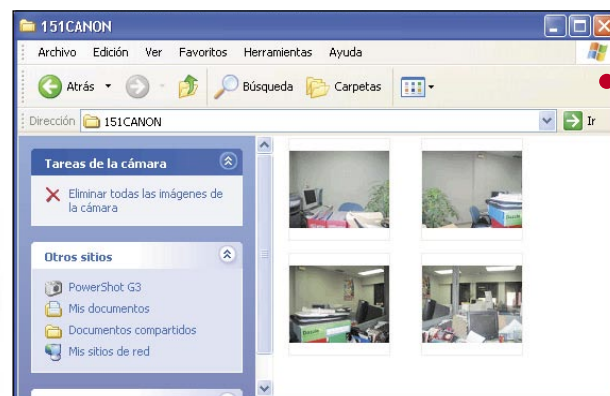 151CANON
Archivo Edición Ver Favoritos Herramientas Ayuda
Atrás Búsqueda Carpetas
Dirección 151CANON Ir
Tareas de la cámara
Eliminar todas las imágenes de
la cámara
Otros sitios
PowerShot G3
Mis documentos
Documentos compartidos
Mis sitios de red